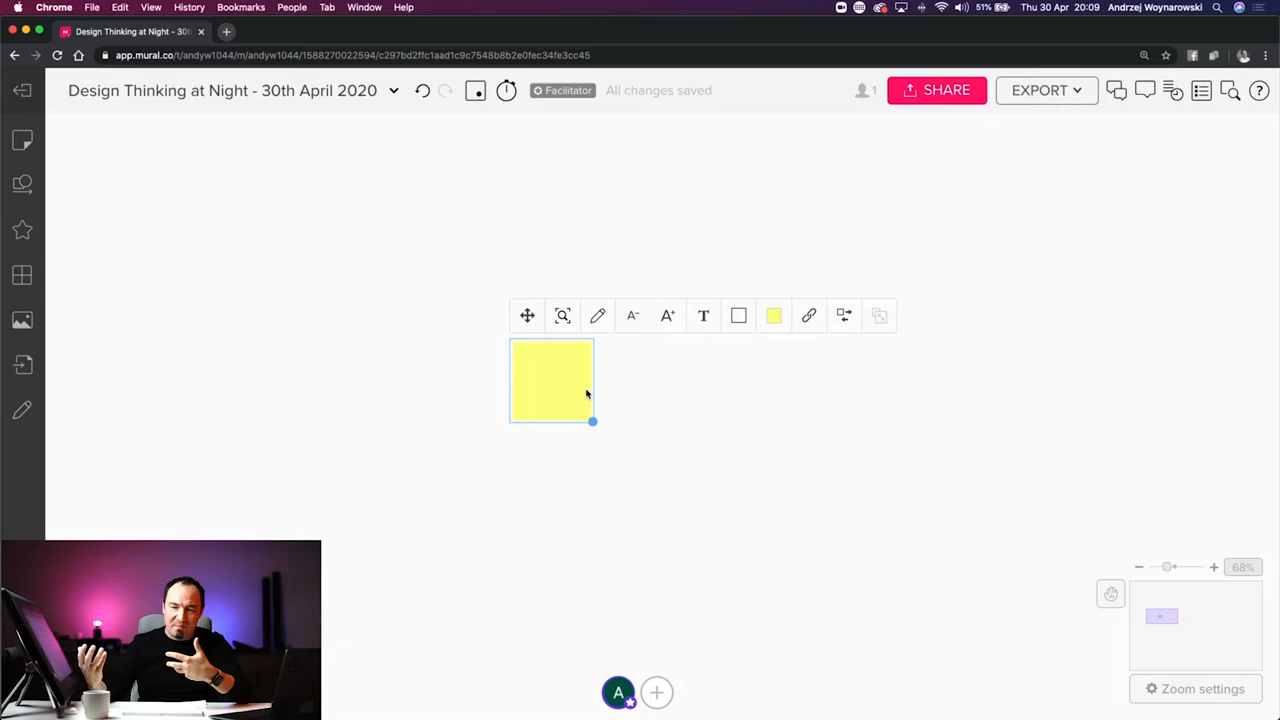 Chrome File Edit View History Bookmarks People Tab Window Help 51% Thu 30 Apr 20:09 Andrzej Woynarowski
Design Thinking at Night - 30t
app.mural.co/t/andyw1044/m/andyw1044/1588270022594/c297bd2ffc1aad1c9c7548b8b2e0fec34fe3cc45
Design Thinking at Night - 30th April 2020 Facilitator All changes saved 1 SHARE EXPORT ?
A- A+ T
68%
A
Zoom settings